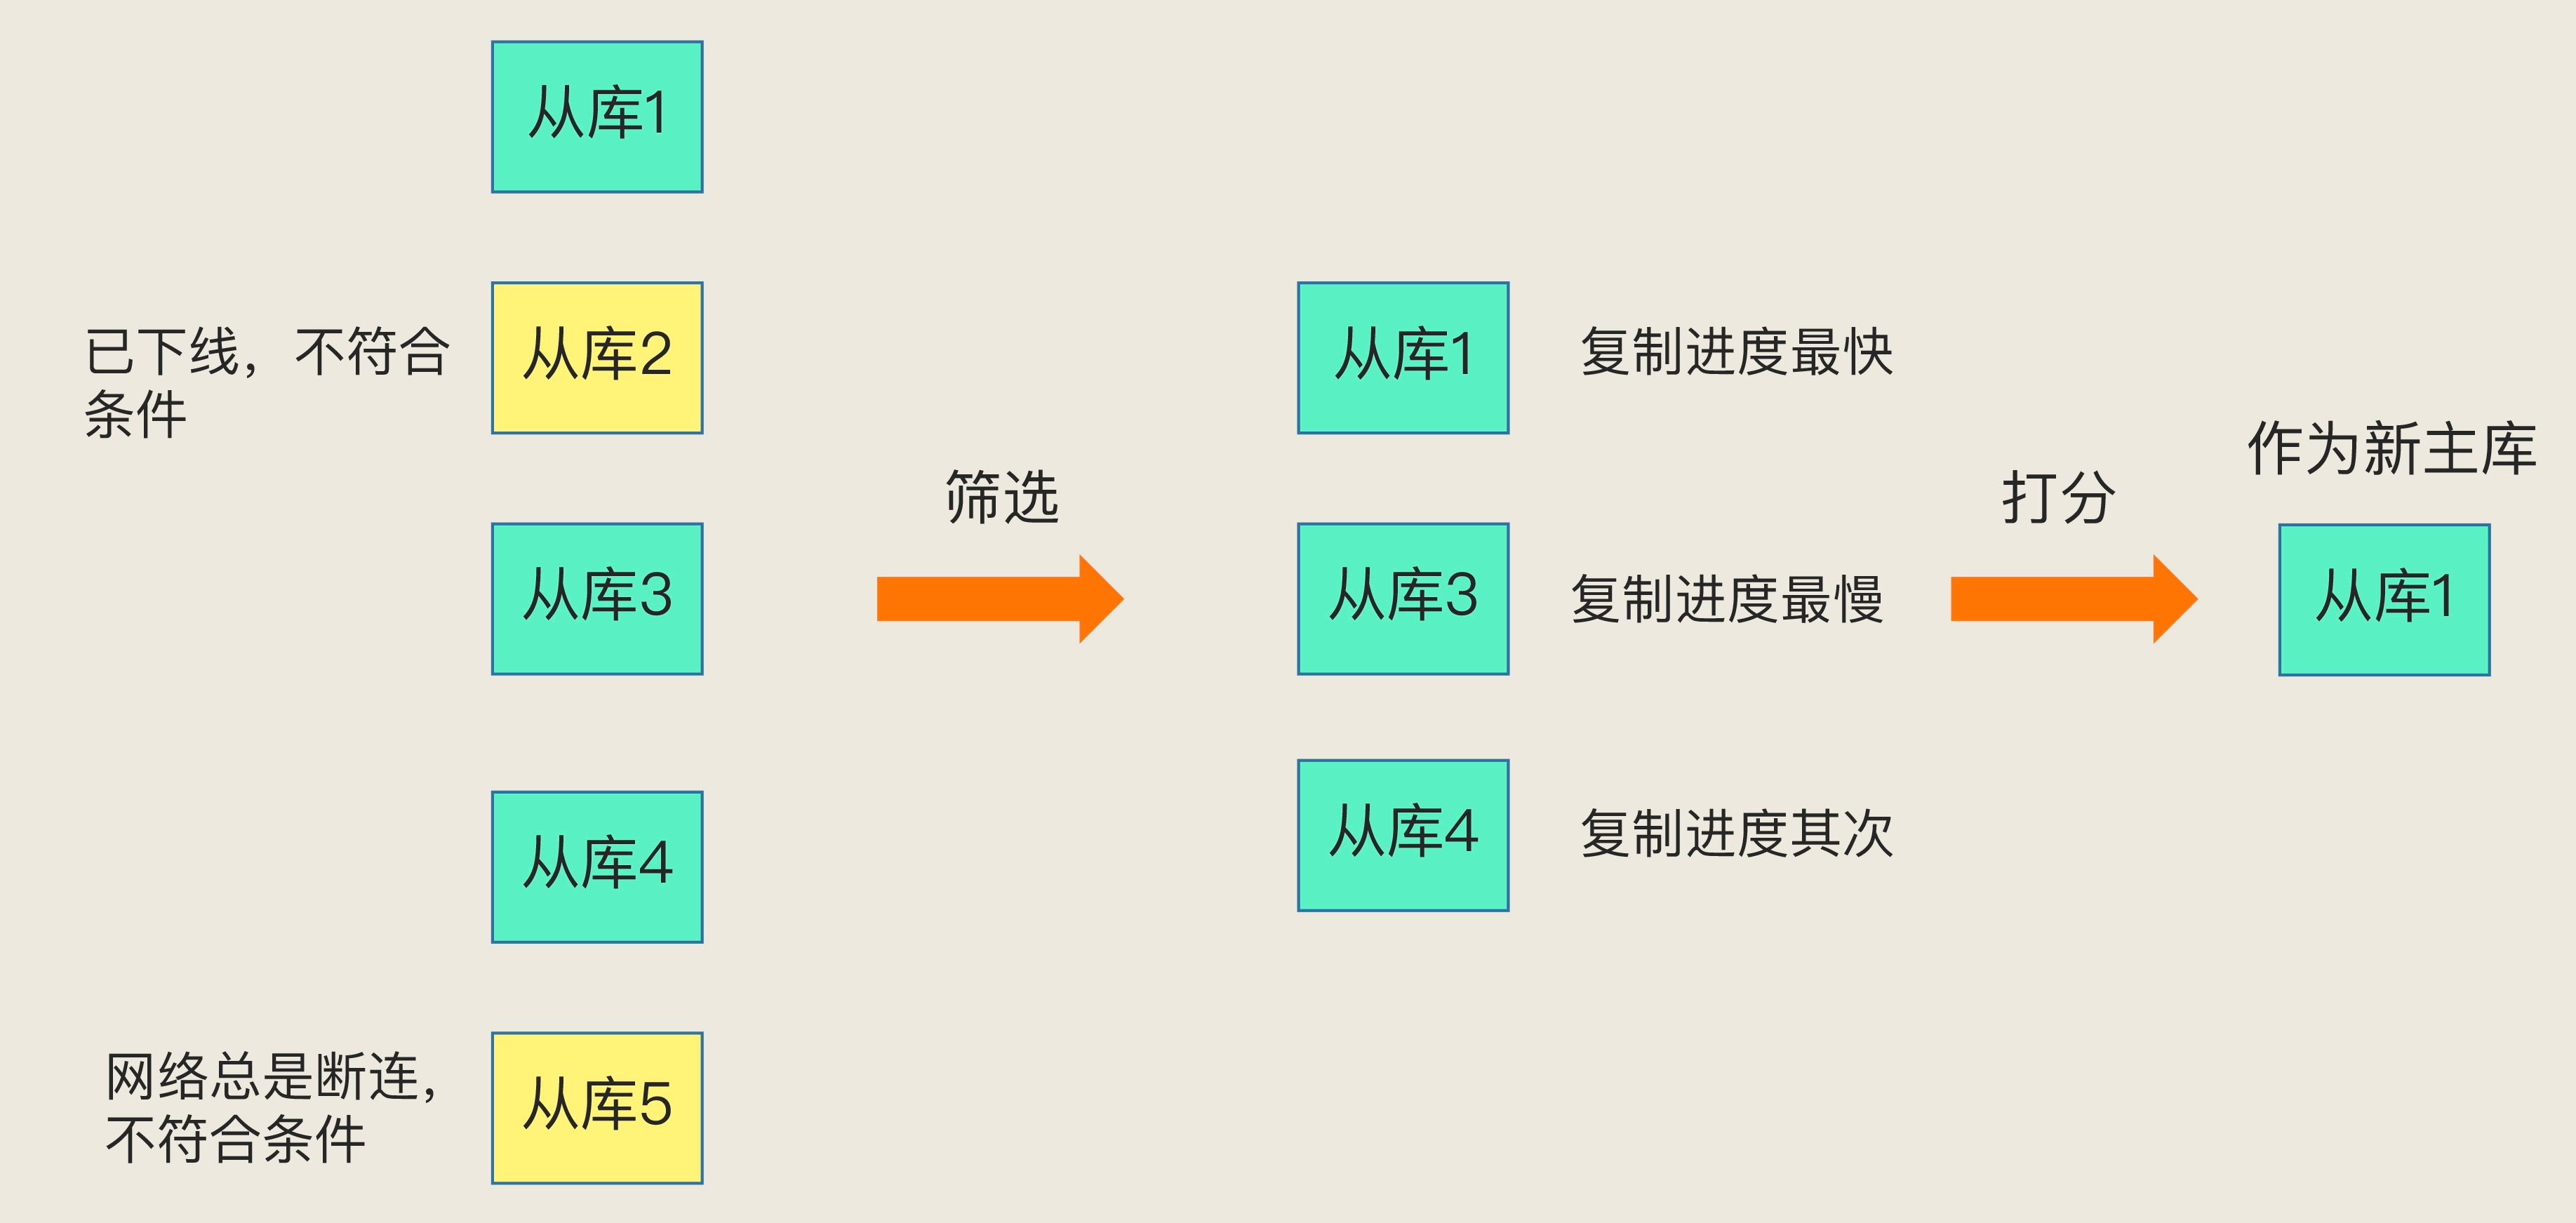 从库1
已下线，不符合
条件
从库2
从库3
从库4
网络总是断连，
不符合条件
从库5
筛选
从库1
复制进度最快
从库3
复制进度最慢
从库4
复制进度其次
打分
作为新主库
从库1